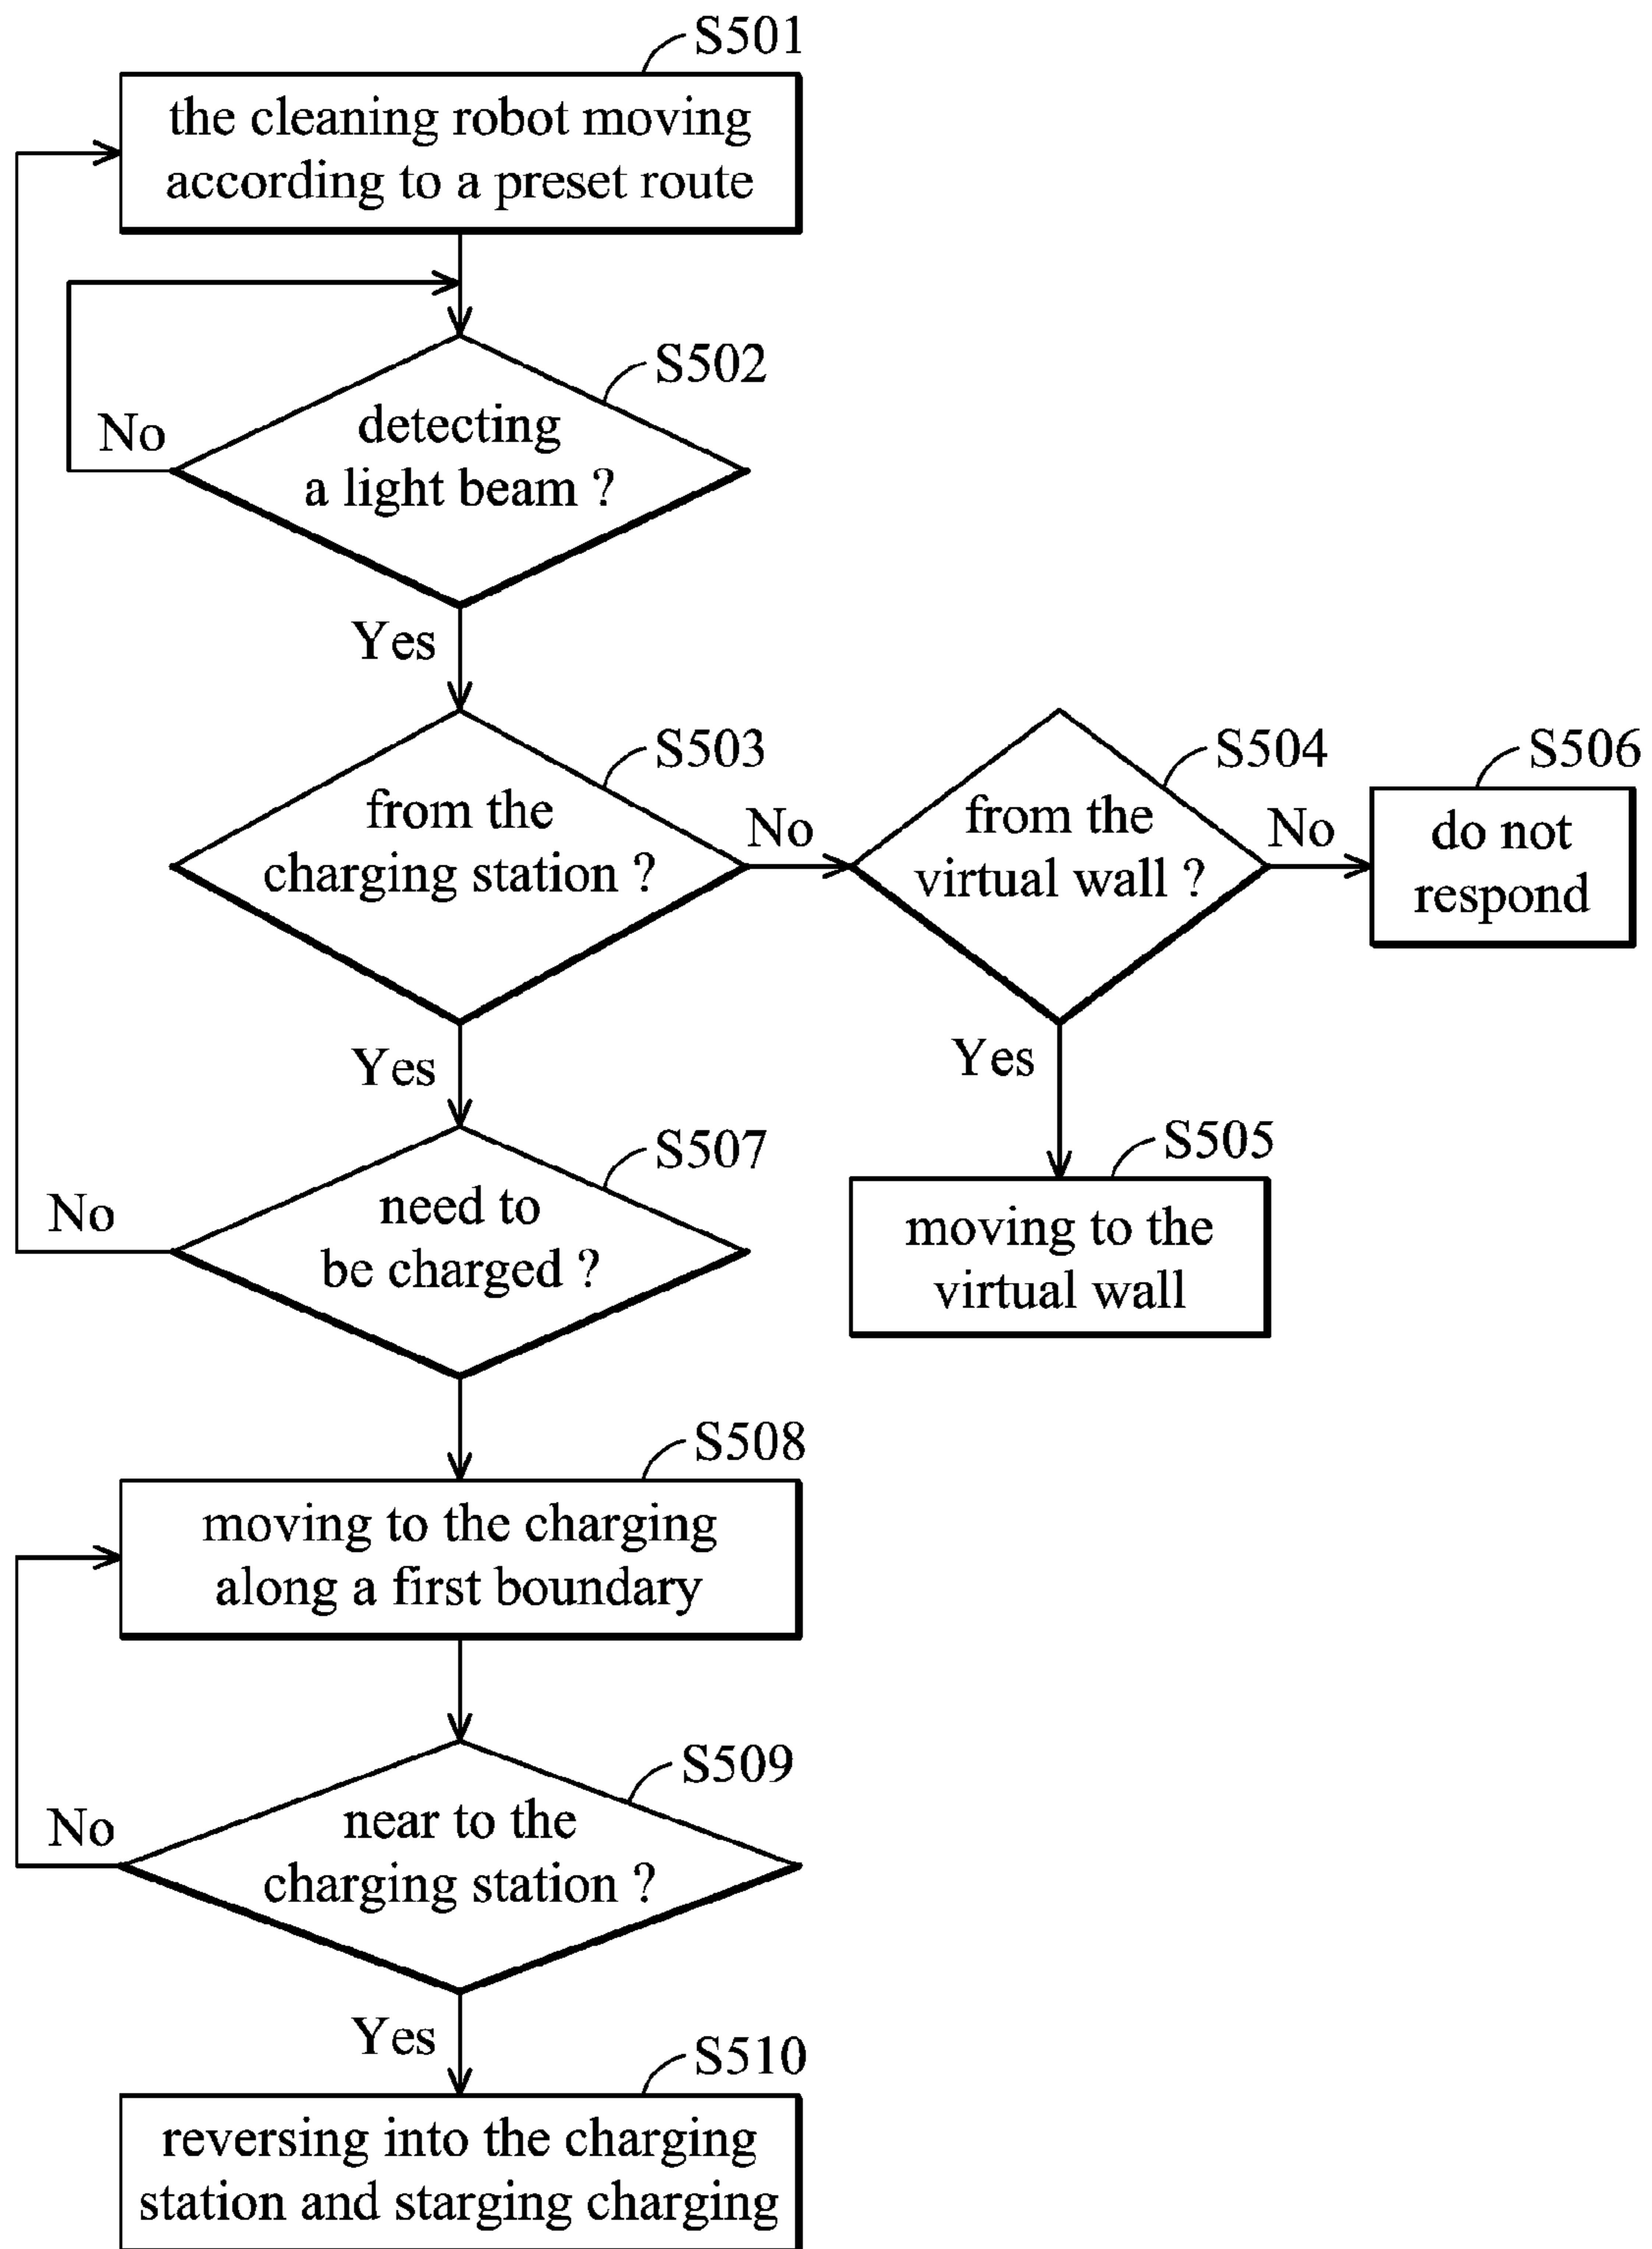 S501
the cleaning robot moving
according to a preset route
S502
detecting
a light beam ?
No
Yes
S503
from the
charging station ?
No
S504
from the
virtual wall ?
No
S506
do not
respond
Yes
Yes
S505
moving to the
virtual wall
S507
need to
be charged ?
No
S508
moving to the charging
along a first boundary
S509
near to the
charging station ?
No
Yes
S510
reversing into the charging
station and starging charging